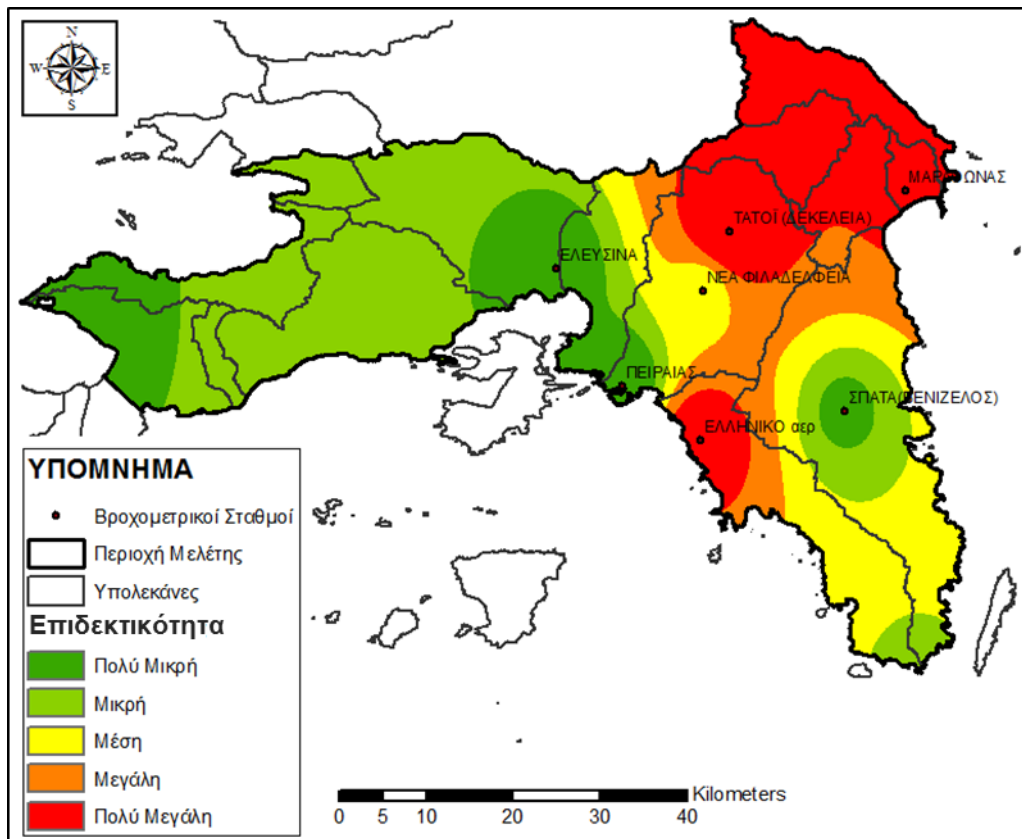 N
W E
S
ΜΑΡΑΘΩΝΑΣ
ΤΑΤΟΪ (ΔΕΚΕΛΕΙΑ)
ΕΛΕΥΣΙΝΑ
ΝΕΑ ΦΙΛΑΔΕΛΦΕΙΑ
ΠΕΙΡΑΙΑΣ
ΣΠΑΤΑ(ΒΕΝΙΖΕΛΟΣ)
ΕΛΛΗΝΙΚΟ αερ
ΥΠΟΜΝΗΜΑ
Βροχομετρικοί Σταθμοί
Περιοχή Μελέτης
Υπολεκάνες
Επιδεκτικότητα
Πολύ Μικρή
Μικρή
Μέση
Μεγάλη
Πολύ Μεγάλη
Kilometers
0 5 10 20 30 40